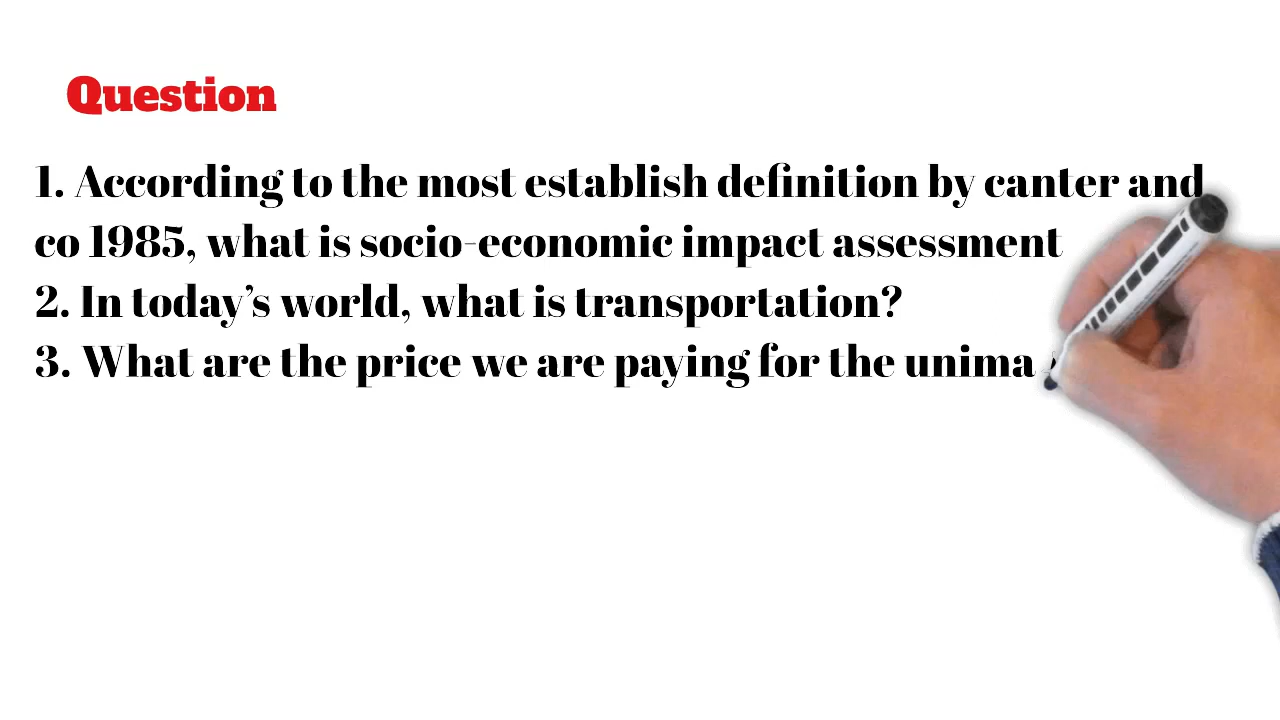 Question
1. According to the most establish definition by canter and
co 1985, what is socio-economic impact assessment
2. In today's world, what is transportation?
3. What are the price we are paying for the unima